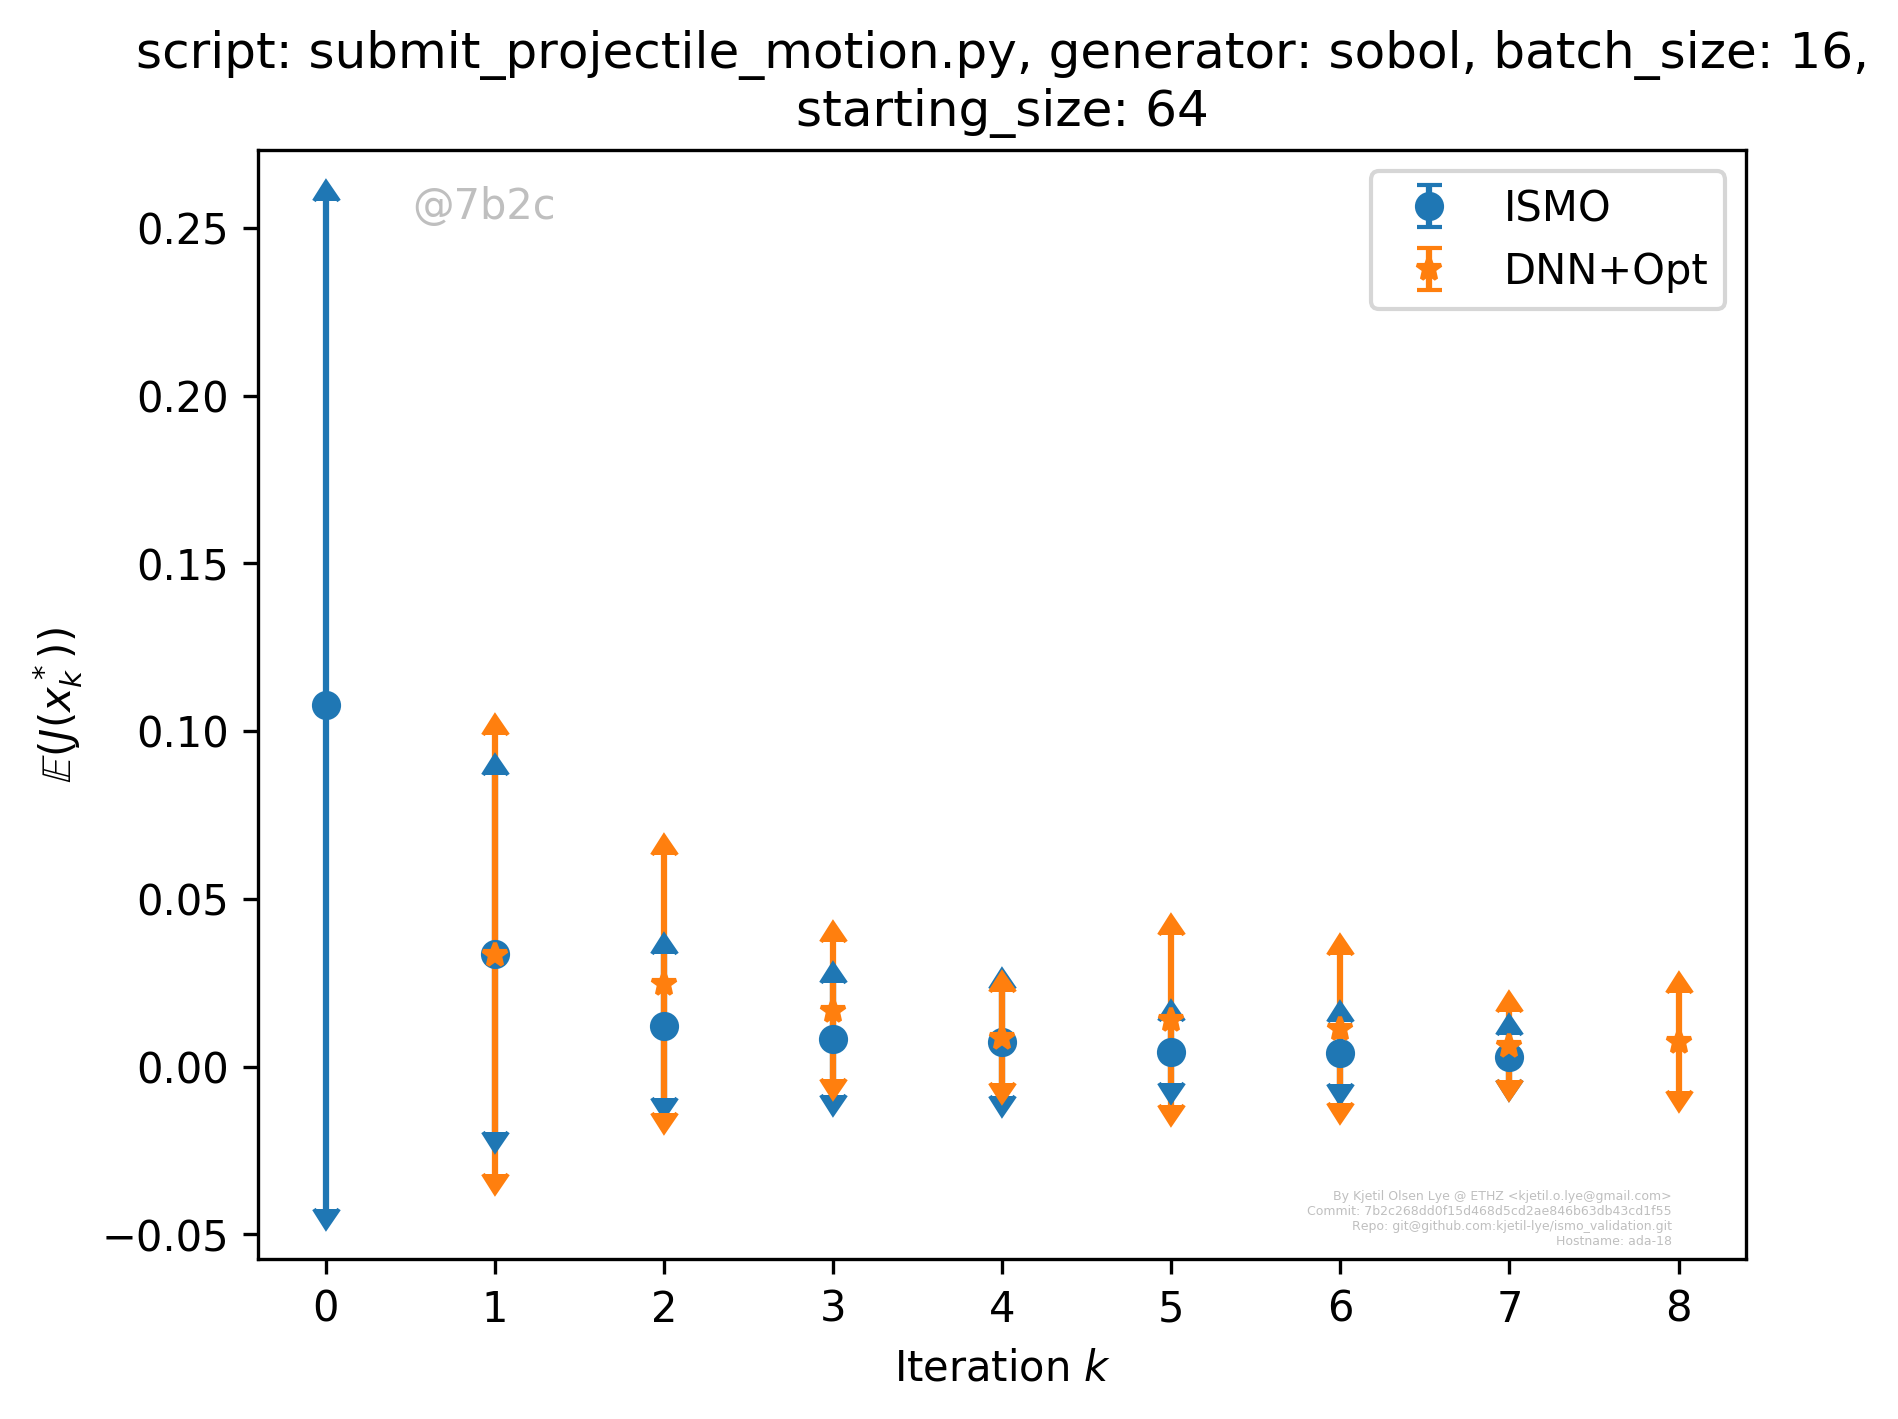 script: submit_projectile_motion.py, generator: sobol, batch_size: 16,
starting_size: 64
@7b2c
ISMO
DNN+Opt
0.25
0.20
0.15
0.10
0.05
0.00
−0.05
𝔼(J(x*k))
0 1 2 3 4 5 6 7 8
Iteration k
By Kjetil Olsen Lye @ ETHZ <kjetil.o.lye@gmail.com>
Commit: 7b2c268dd0f15d468d5cd2ae846b63db43cd1f55
Repo: git@github.com:kjetil-lye/ismo_validation.git
Hostname: ada-18